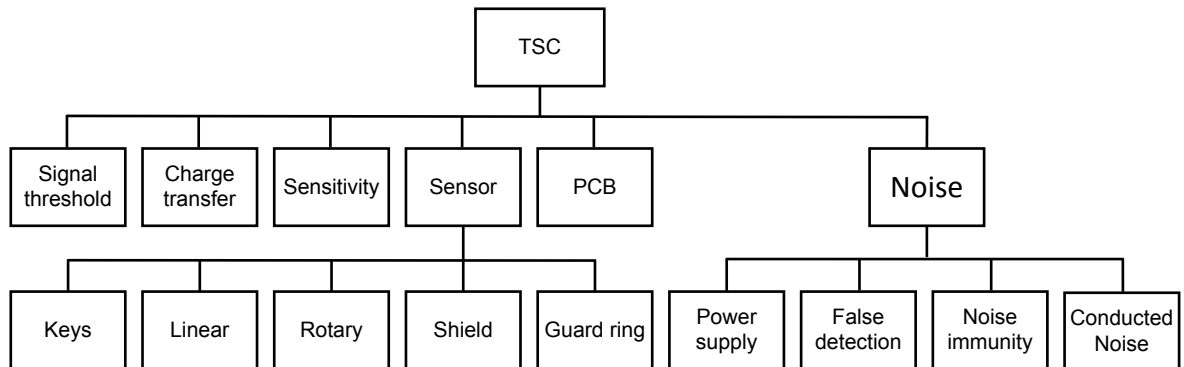 TSC
Signal
threshold
Charge
transfer
Sensitivity
Sensor
PCB
Noise
Keys
Linear
Rotary
Shield
Guard ring
Power
supply
False
detection
Noise
immunity
Conducted
Noise